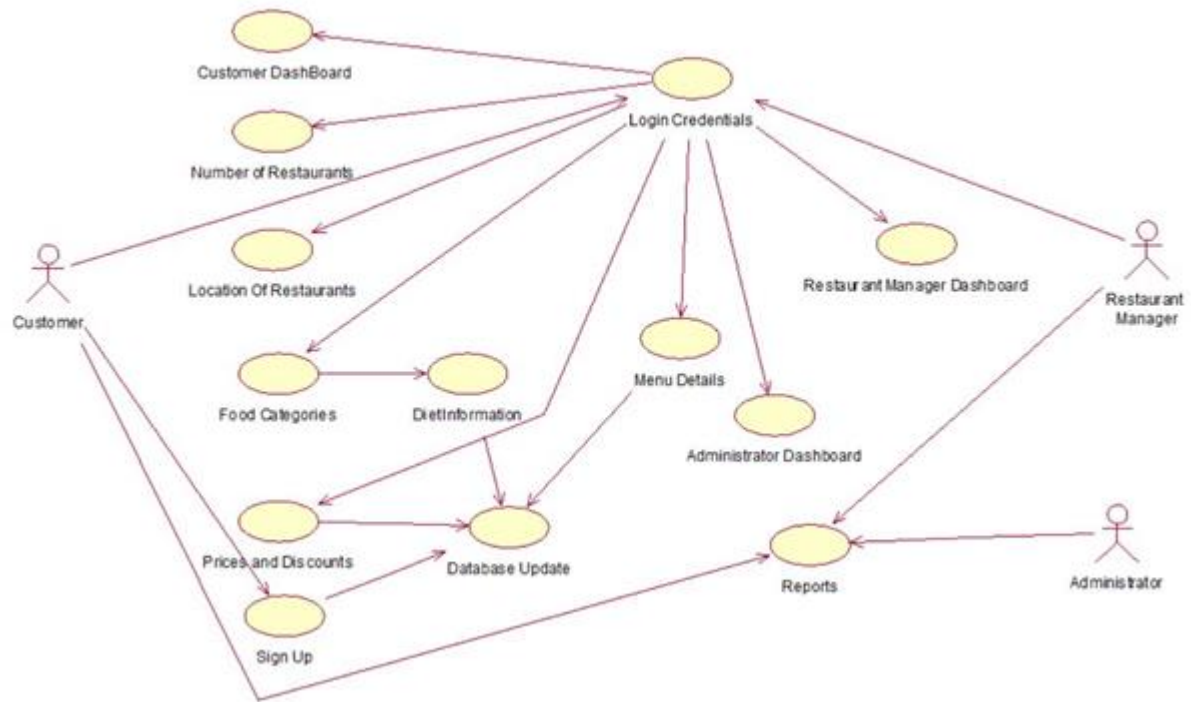 Customer DashBoard
Login Credentials
Number of Restaurants
Location Of Restaurants
Restaurant Manager Dashboard
Restaurant
Manager
Customer
Food Categories
DietInformation
Menu Details
Administrator Dashboard
Prices and Discounts
Database Update
Reports
Administrator
Sign Up